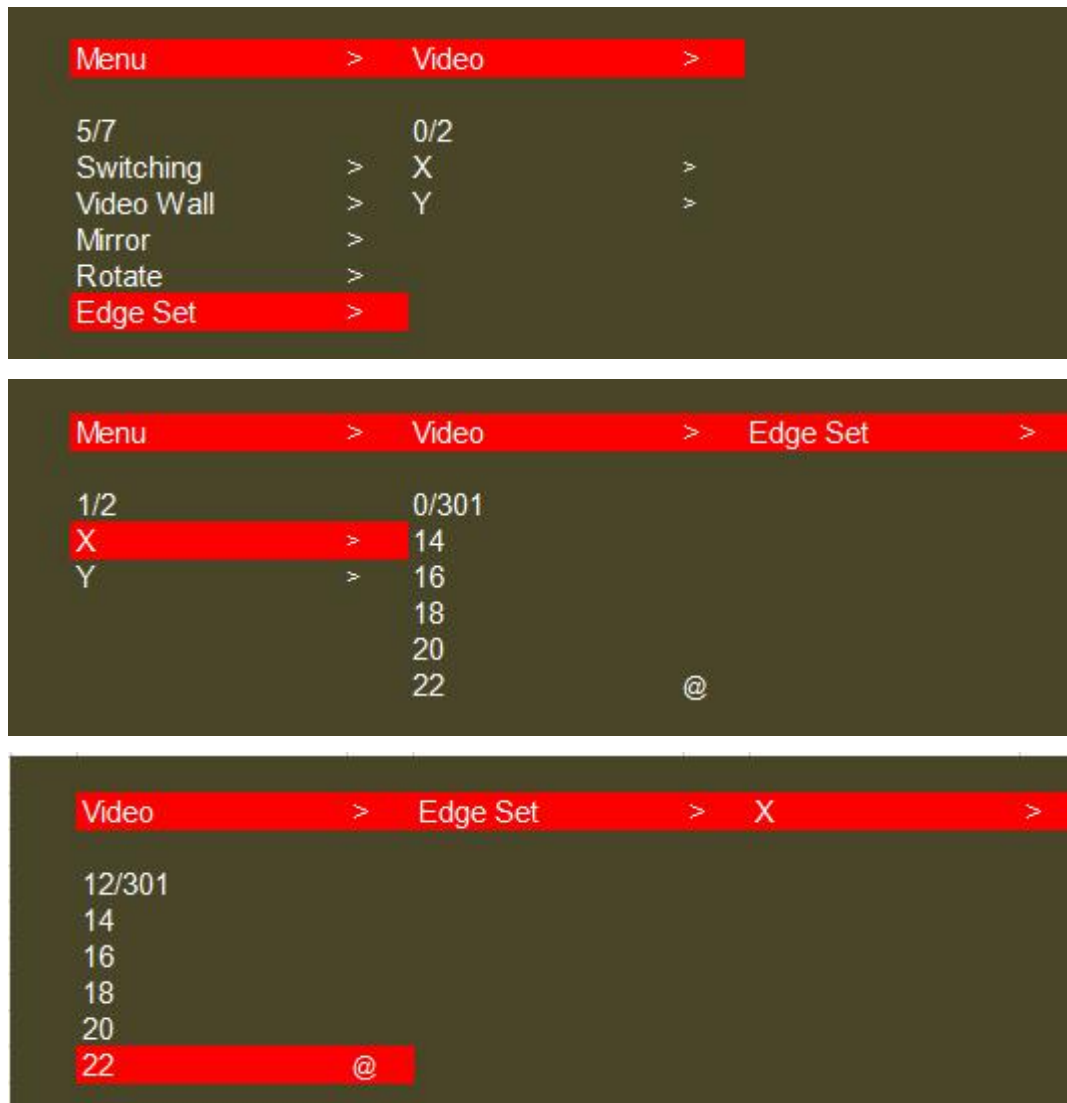 Menu > Video >
5/7 0/2
Switching > X >
Video Wall > Y >
Mirror >
Rotate >
Edge Set >
Menu > Video > Edge Set >
1/2 0/301
X > 14
Y > 16
18
20
22 @
Video > Edge Set > X >
12/301
14
16
18
20
22 @